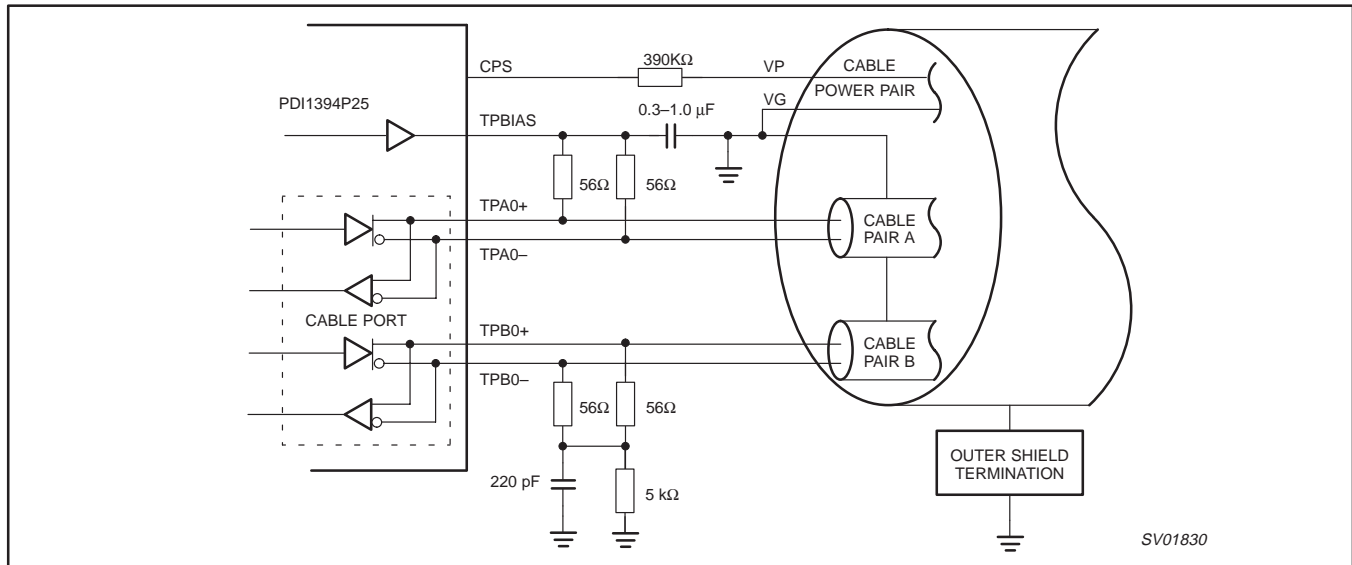 390KΩ
CPS
VP
CABLE
POWER PAIR
VG
PDI1394P25
0.3–1.0 μF
TPBIAS
56Ω
56Ω
TPA0+
CABLE
PAIR A
TPA0–
CABLE PORT
TPB0+
CABLE
PAIR B
TPB0–
56Ω
56Ω
OUTER SHIELD
TERMINATION
220 pF
5 kΩ
SV01830